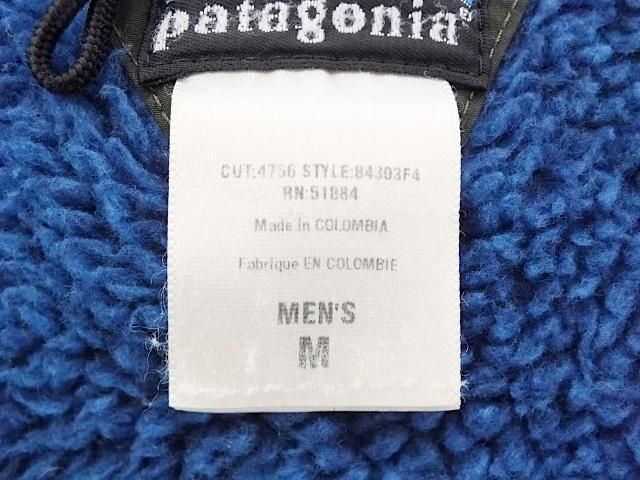 patagonia®
CUT:4756 STYLE:84303F4
RN:51884
Made in COLOMBIA
Fabrique EN COLOMBIE
MEN'S
M